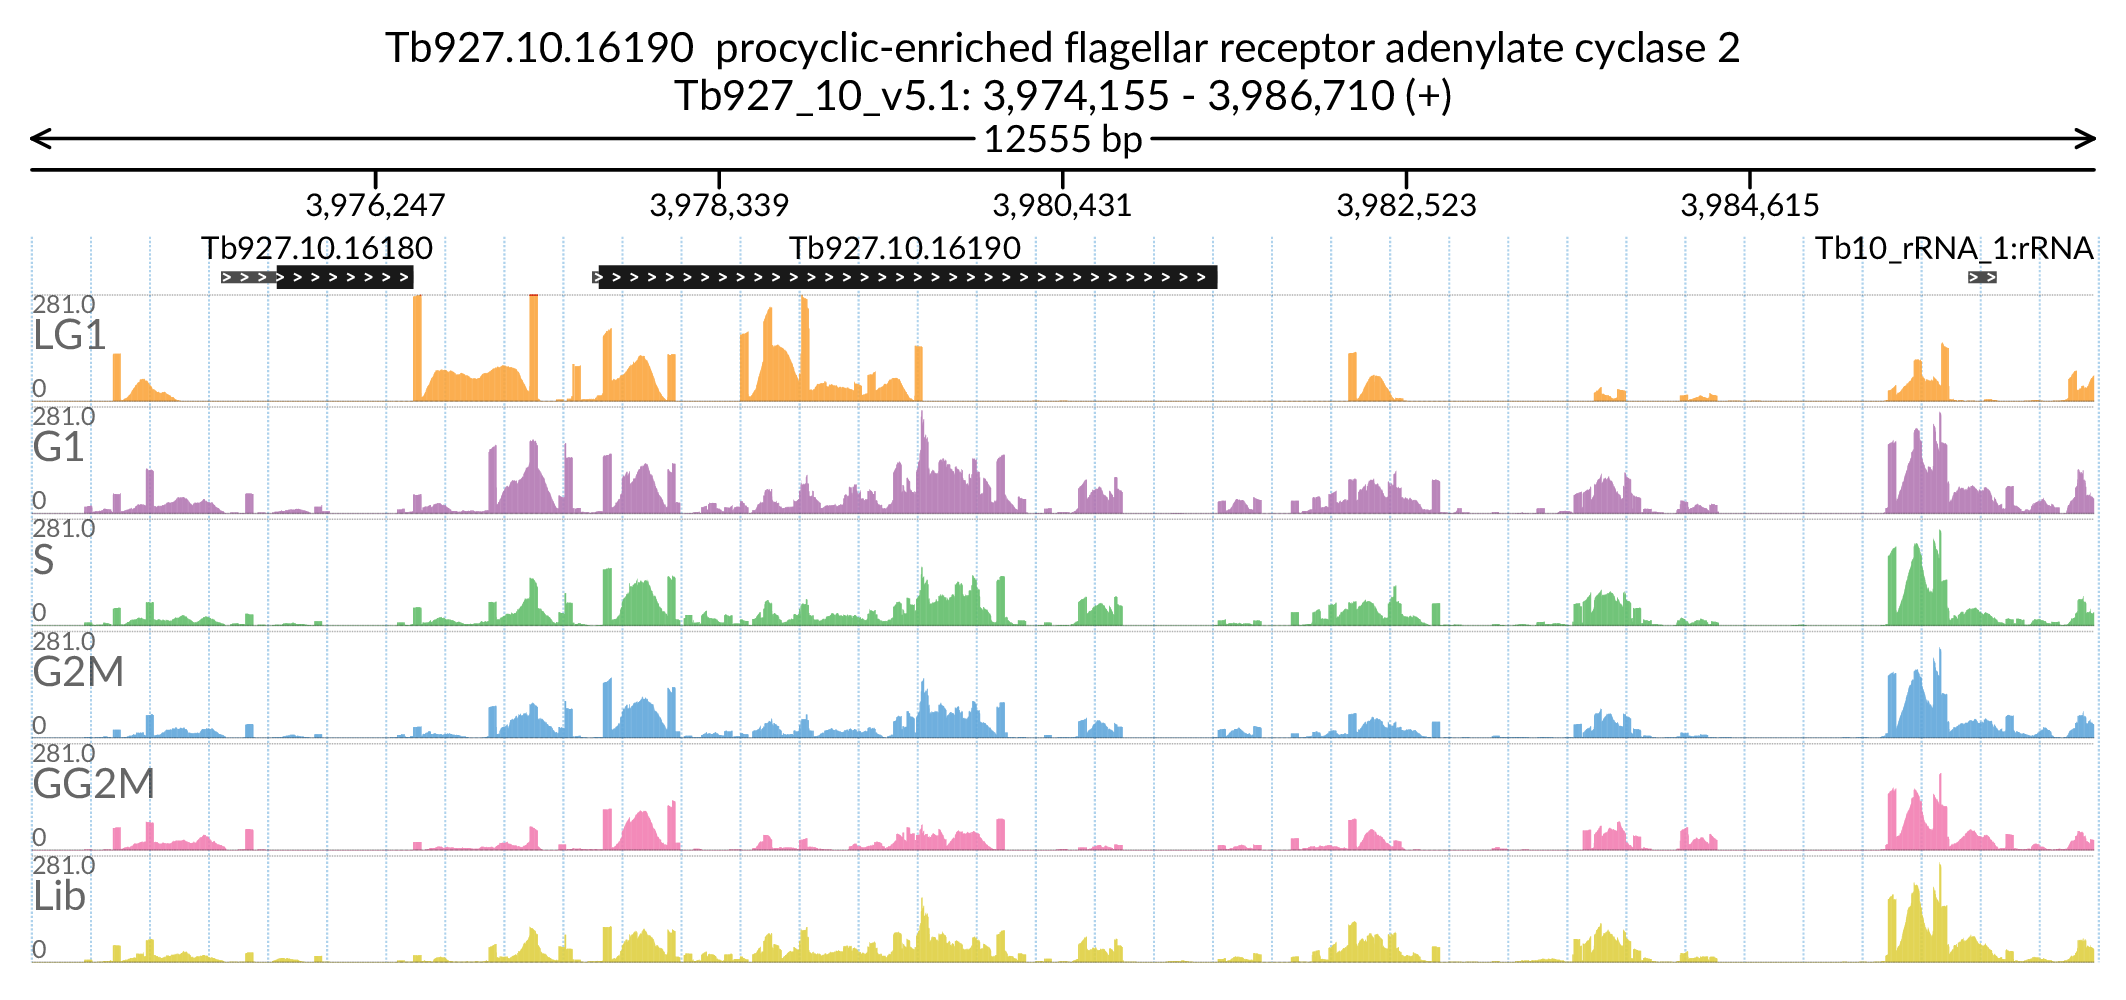 Tb927.10.16190  procyclic-enriched flagellar receptor adenylate cyclase 2
Tb927_10_v5.1: 3,974,155 - 3,986,710 (+)
12555 bp
3,976,247 3,978,339 3,980,431 3,982,523 3,984,615
Tb927.10.16180 Tb927.10.16190 Tb10_rRNA_1:rRNA
281.0
LG1
0
281.0
G1
0
281.0
S
0
281.0
G2M
0
281.0
GG2M
0
281.0
Lib
0